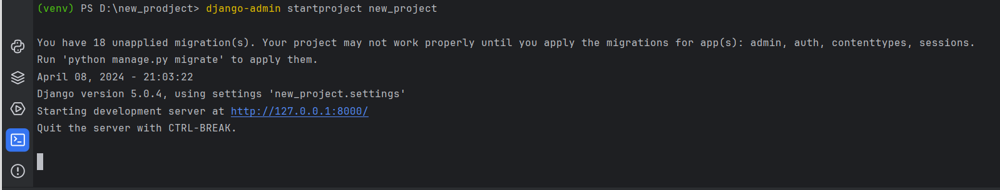 (venv) PS D:\new_prodject> django-admin startproject new_project
You have 18 unapplied migration(s). Your project may not work properly until you apply the migrations for app(s): admin, auth, contenttypes, sessions.
Run 'python manage.py migrate' to apply them.
April 08, 2024 - 21:03:22
Django version 5.0.4, using settings 'new_project.settings'
Starting development server at http://127.0.0.1:8000/
Quit the server with CTRL-BREAK.